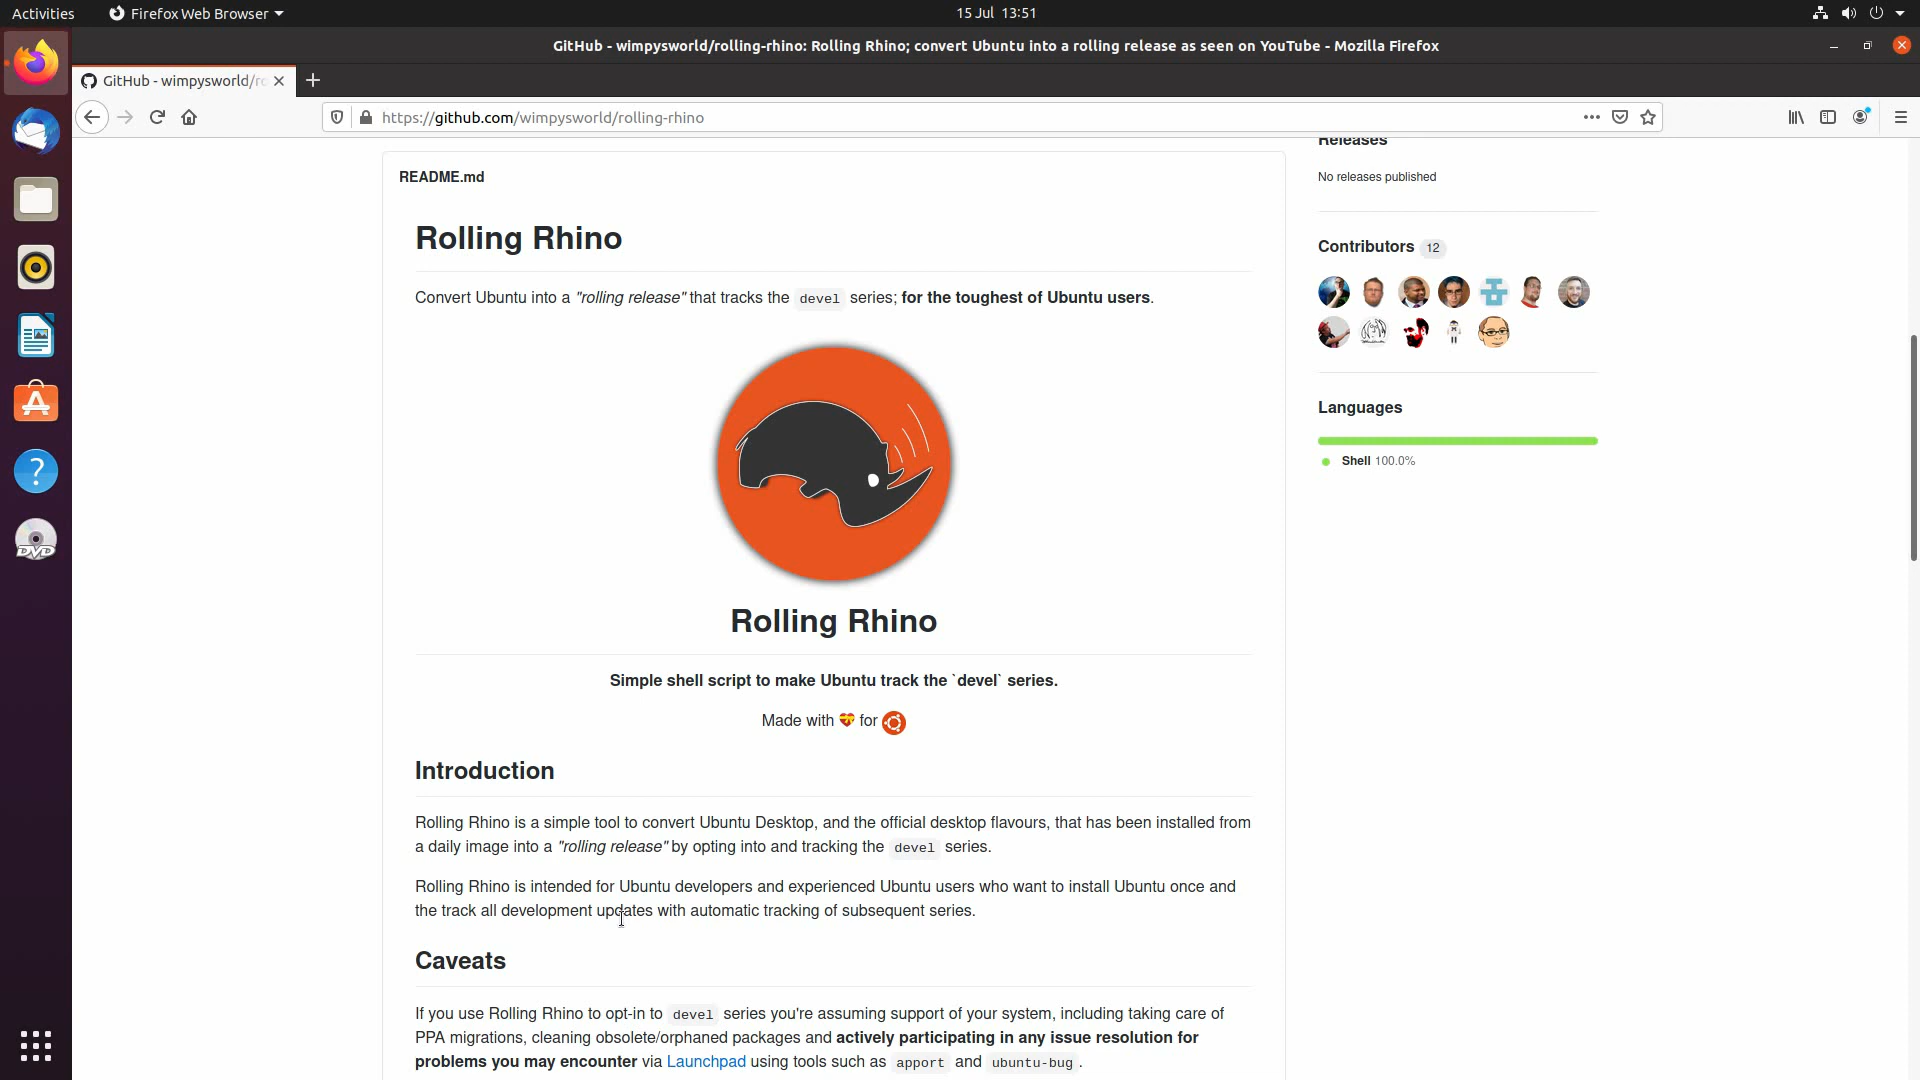 Activities
Firefox Web Browser
15 Jul 13:51
GitHub - wimpysworld/rolling-rhino: Rolling Rhino; convert Ubuntu into a rolling release as seen on YouTube - Mozilla Firefox
GitHub - wimpysworld/ro
https://github.com/wimpysworld/rolling-rhino
Releases
No releases published
Contributors 12
Languages
Shell 100.0%
README.md
Rolling Rhino
Convert Ubuntu into a "rolling release" that tracks the devel series; for the toughest of Ubuntu users.
Rolling Rhino
Simple shell script to make Ubuntu track the `devel` series.
Made with 💝 for
Introduction
Rolling Rhino is a simple tool to convert Ubuntu Desktop, and the official desktop flavours, that has been installed from
a daily image into a "rolling release" by opting into and tracking the devel series.
Rolling Rhino is intended for Ubuntu developers and experienced Ubuntu users who want to install Ubuntu once and
the track all development updates with automatic tracking of subsequent series.
Caveats
If you use Rolling Rhino to opt-in to devel series you're assuming support of your system, including taking care of
PPA migrations, cleaning obsolete/orphaned packages and actively participating in any issue resolution for
problems you may encounter via Launchpad using tools such as apport and ubuntu-bug .
DVD